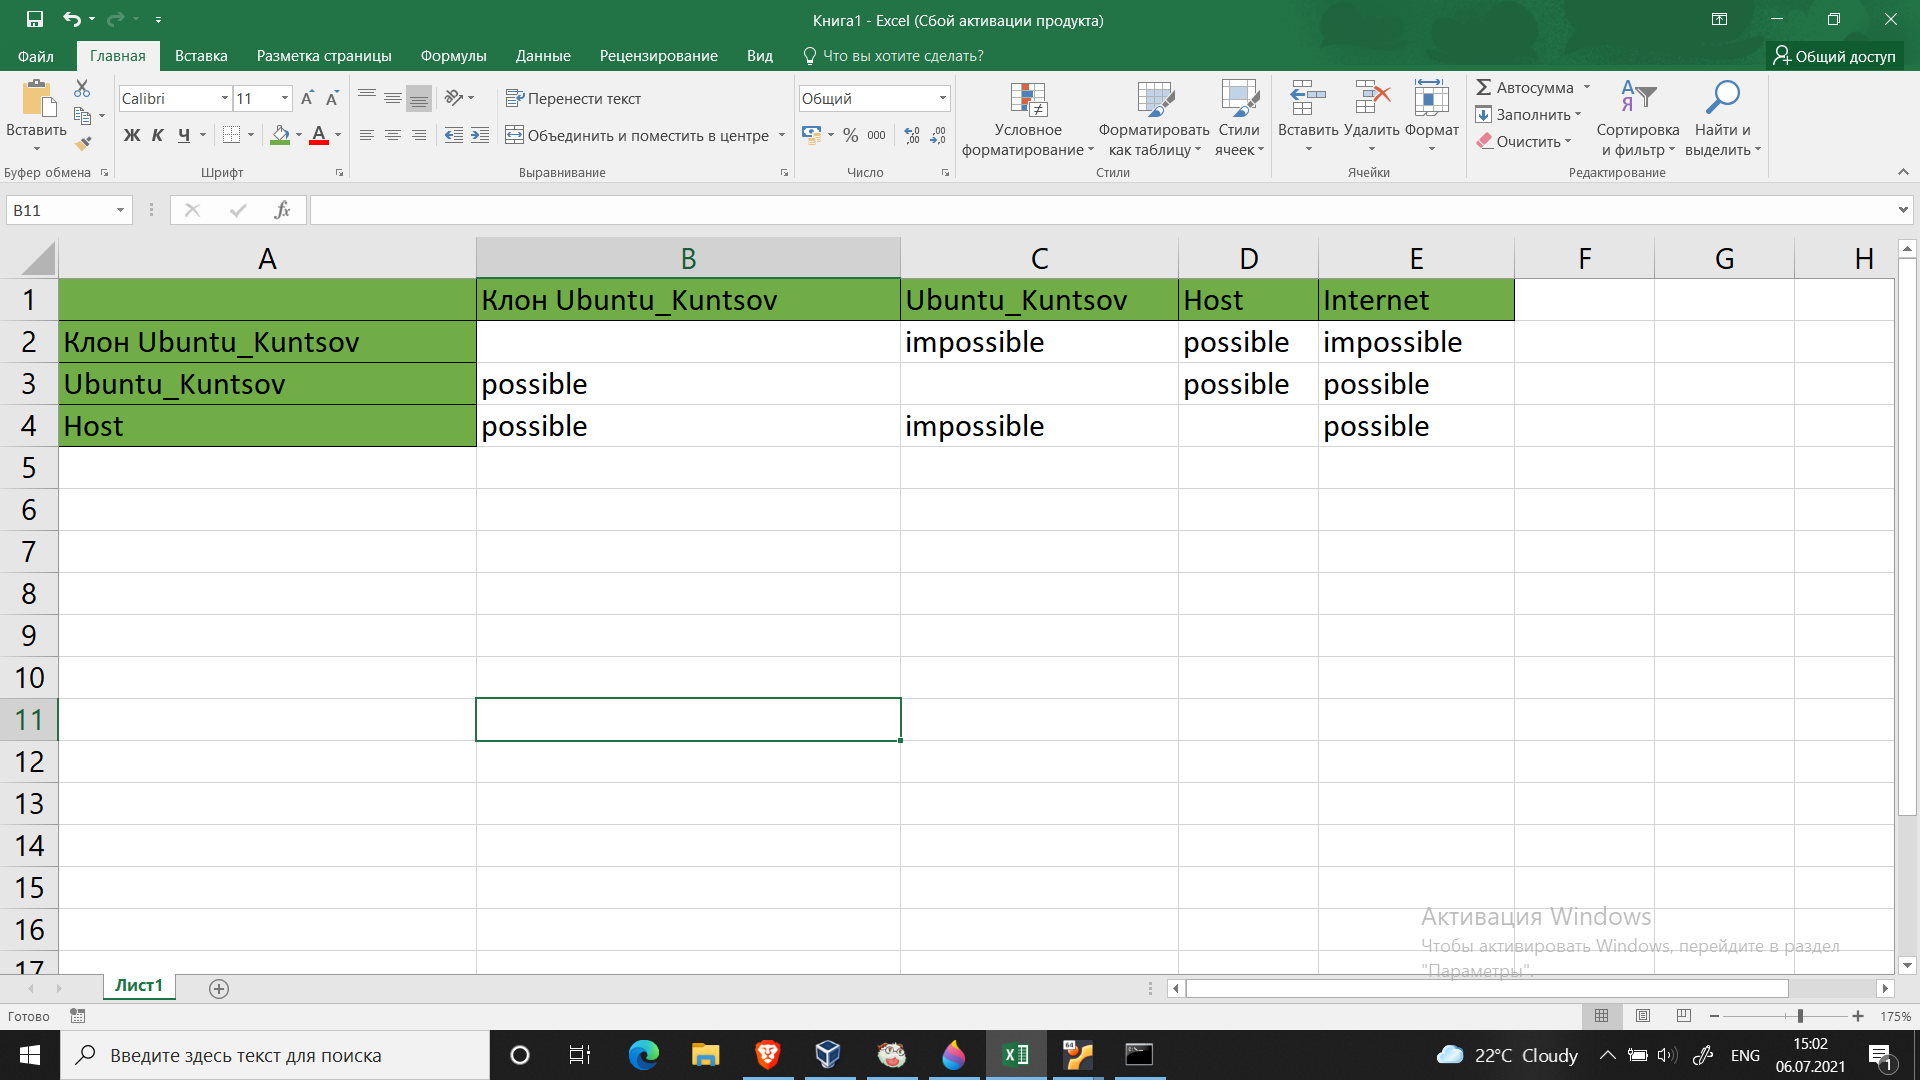 Книга1 - Excel (Сбой активации продукта)
Файл Главная Вставка Разметка страницы Формулы Данные Рецензирование Вид Что вы хотите сделать? Общий доступ
Calibri 11 Перенести текст Общий Автосумма
Вставить Условное форматирование Форматировать как таблицу Стили ячеек Вставить Удалить Формат Заполнить Сортировка и фильтр Найти и выделить
Ж К Ч А Объединить и поместить в центре % 000 Очистить
Буфер обмена Шрифт Выравнивание Число Стили Ячейки Редактирование
B11 fx
A B C D E F G H
1 Клон Ubuntu_Kuntsov Ubuntu_Kuntsov Host Internet
2 Клон Ubuntu_Kuntsov impossible possible impossible
3 Ubuntu_Kuntsov possible possible possible
4 Host possible impossible possible
5
6
7
8
9
10
11
12
13
14
15
16
17
Активация Windows
Чтобы активировать Windows, перейдите в раздел
"Параметры".
Лист1
Готово 175%
Введите здесь текст для поиска 22°C Cloudy ENG 15:02
06.07.2021 1